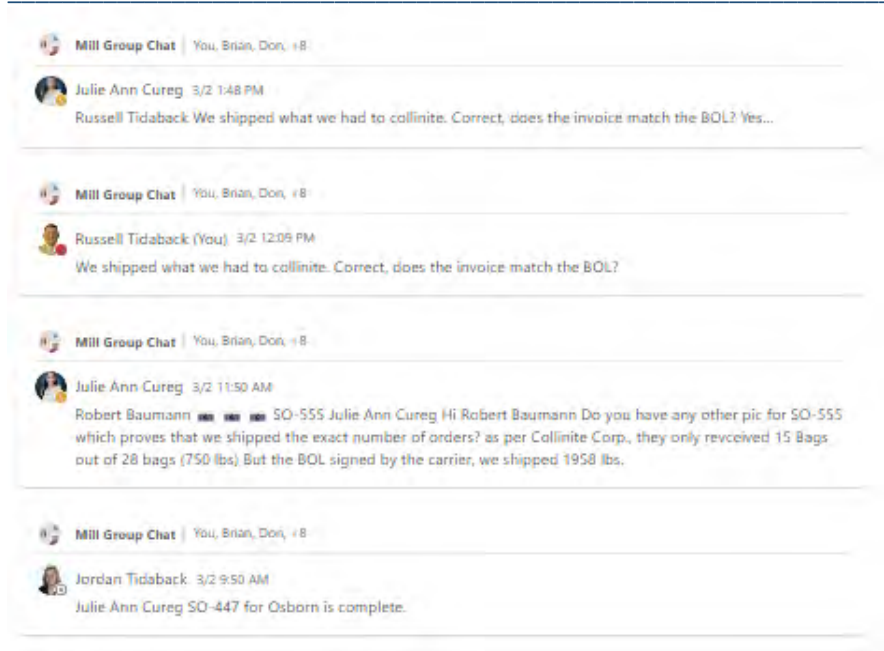 Mill Group Chat | You, Brian, Don, +8
Julie Ann Cureg 3/2 1:48 PM
Russell Tidaback We shipped what we had to collinite. Correct, does the invoice match the BOL? Yes...
Mill Group Chat | You, Brian, Don, +8
Russell Tidaback (You) 3/2 12:09 PM
We shipped what we had to collinite. Correct, does the invoice match the BOL?
Mill Group Chat | You, Brian, Don, +8
Julie Ann Cureg 3/2 11:50 AM
Robert Baumann SO-555 Julie Ann Cureg Hi Robert Baumann Do you have any other pic for SO-555
which proves that we shipped the exact number of orders? as per Collinite Corp., they only revceived 15 Bags
out of 28 bags (750 lbs) But the BOL signed by the carrier, we shipped 1958 lbs.
Mill Group Chat | You, Brian, Don, +8
Jordan Tidaback 3/2 9:50 AM
Julie Ann Cureg SO-447 for Osborn is complete.